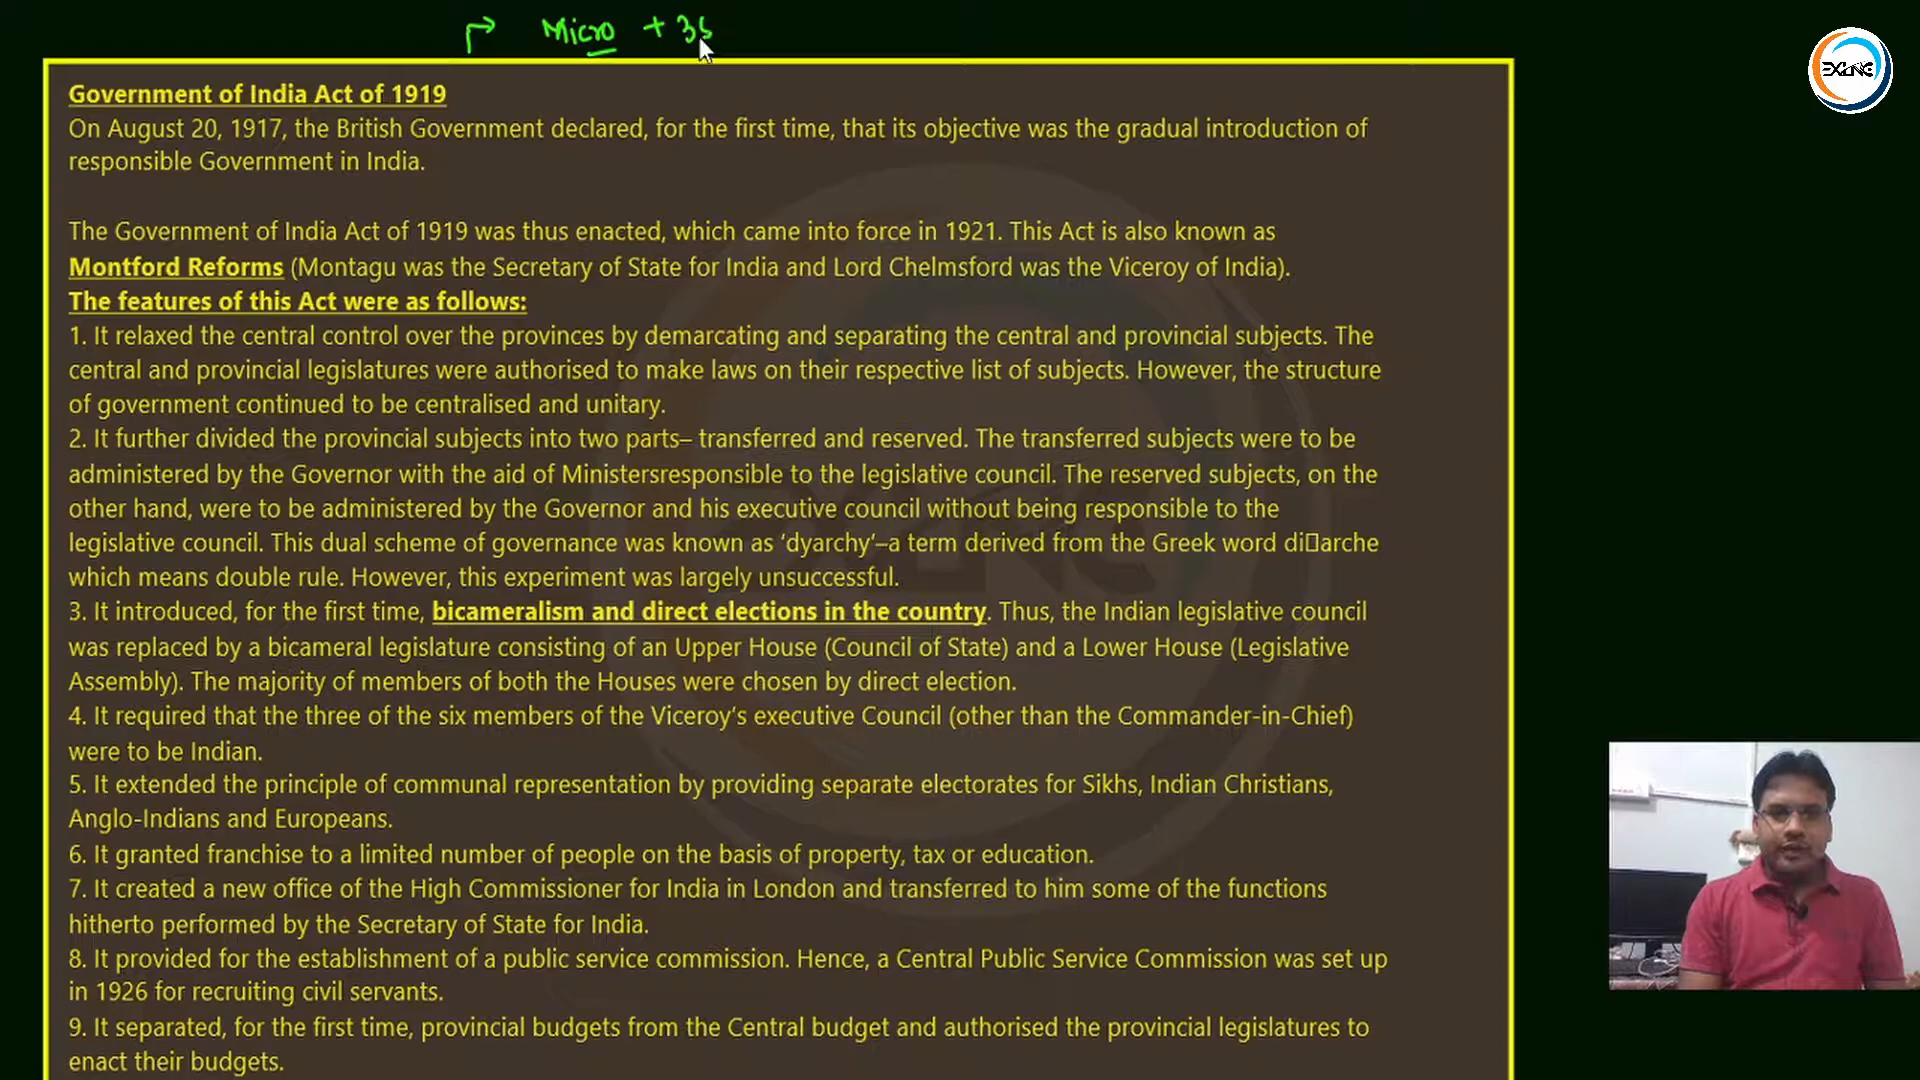 Micro + 35
EXLNC
Government of India Act of 1919
On August 20, 1917, the British Government declared, for the first time, that its objective was the gradual introduction of
responsible Government in India.
The Government of India Act of 1919 was thus enacted, which came into force in 1921. This Act is also known as
Montford Reforms (Montagu was the Secretary of State for India and Lord Chelmsford was the Viceroy of India).
The features of this Act were as follows:
1. It relaxed the central control over the provinces by demarcating and separating the central and provincial subjects. The
central and provincial legislatures were authorised to make laws on their respective list of subjects. However, the structure
of government continued to be centralised and unitary.
2. It further divided the provincial subjects into two parts– transferred and reserved. The transferred subjects were to be
administered by the Governor with the aid of Ministersresponsible to the legislative council. The reserved subjects, on the
other hand, were to be administered by the Governor and his executive council without being responsible to the
legislative council. This dual scheme of governance was known as ‘dyarchy’–a term derived from the Greek word di▯arche
which means double rule. However, this experiment was largely unsuccessful.
3. It introduced, for the first time, bicameralism and direct elections in the country. Thus, the Indian legislative council
was replaced by a bicameral legislature consisting of an Upper House (Council of State) and a Lower House (Legislative
Assembly). The majority of members of both the Houses were chosen by direct election.
4. It required that the three of the six members of the Viceroy’s executive Council (other than the Commander-in-Chief)
were to be Indian.
5. It extended the principle of communal representation by providing separate electorates for Sikhs, Indian Christians,
Anglo-Indians and Europeans.
6. It granted franchise to a limited number of people on the basis of property, tax or education.
7. It created a new office of the High Commissioner for India in London and transferred to him some of the functions
hitherto performed by the Secretary of State for India.
8. It provided for the establishment of a public service commission. Hence, a Central Public Service Commission was set up
in 1926 for recruiting civil servants.
9. It separated, for the first time, provincial budgets from the Central budget and authorised the provincial legislatures to
enact their budgets.